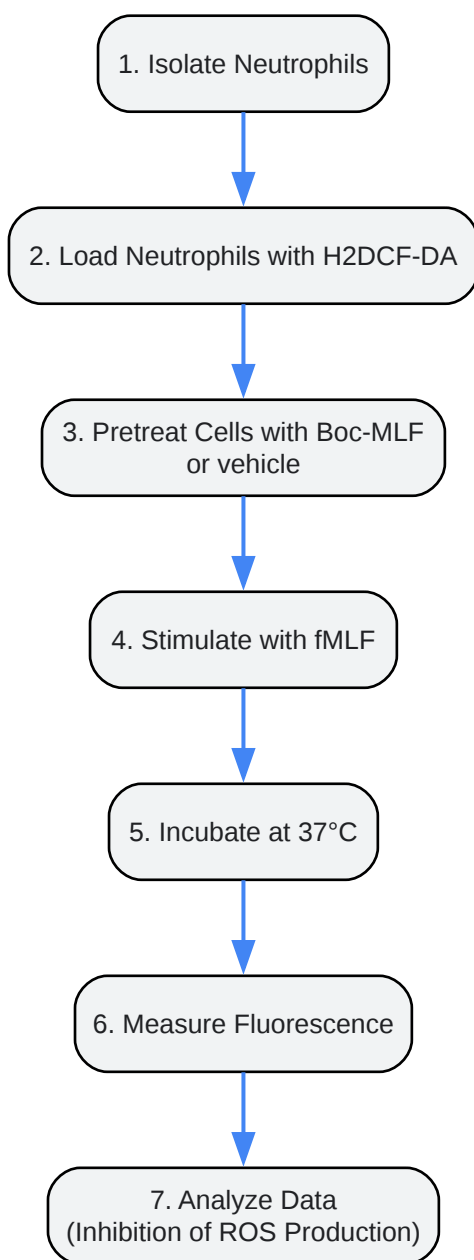 1. Isolate Neutrophils
2. Load Neutrophils with H2DCF-DA
3. Pretreat Cells with Boc-MLF
or vehicle
4. Stimulate with fMLF
5. Incubate at 37°C
6. Measure Fluorescence
7. Analyze Data
(Inhibition of ROS Production)